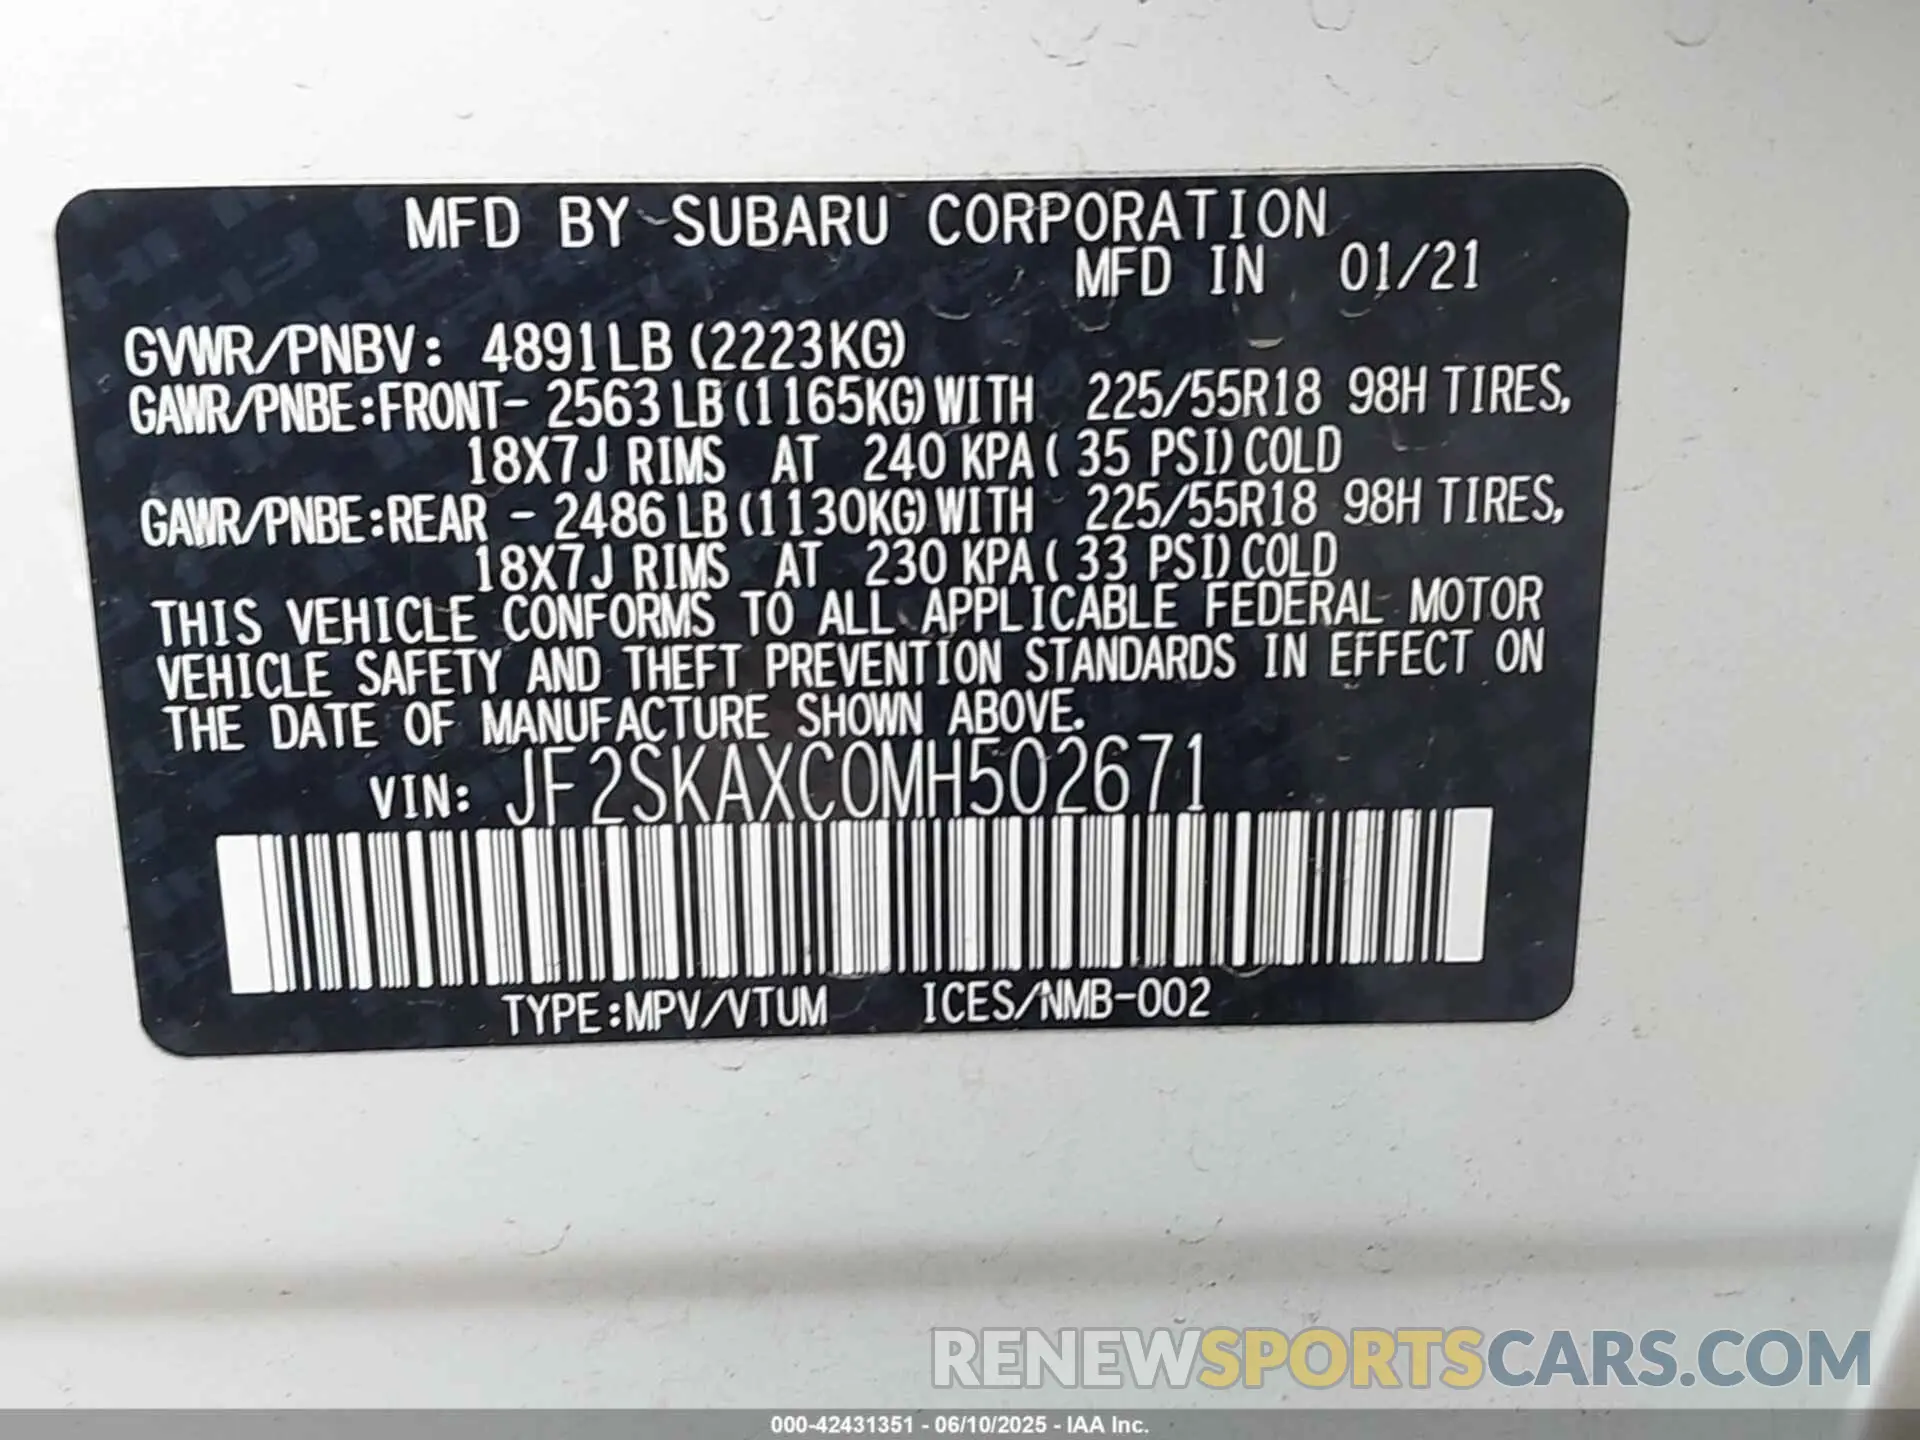 MFD BY SUBARU CORPORATION
MFD IN 01/21
GVWR/PNBV: 4891LB (2223KG)
GAWR/PNBE:FRONT- 2563 LB (1165KG) WITH 225/55R18 98H TIRES,
18X7J RIMS AT 240 KPA ( 35 PSI) COLD
GAWR/PNBE:REAR - 2486 LB (1130KG) WITH 225/55R18 98H TIRES,
18X7J RIMS AT 230 KPA ( 33 PSI) COLD
THIS VEHICLE CONFORMS TO ALL APPLICABLE FEDERAL MOTOR
VEHICLE SAFETY AND THEFT PREVENTION STANDARDS IN EFFECT ON
THE DATE OF MANUFACTURE SHOWN ABOVE.
VIN: JF2SKAXC0MH502671
TYPE:MPV/VTUM ICES/NMB-002
RENEWSPORTSCARS.COM
000-42431351 - 06/10/2025 - IAA Inc.